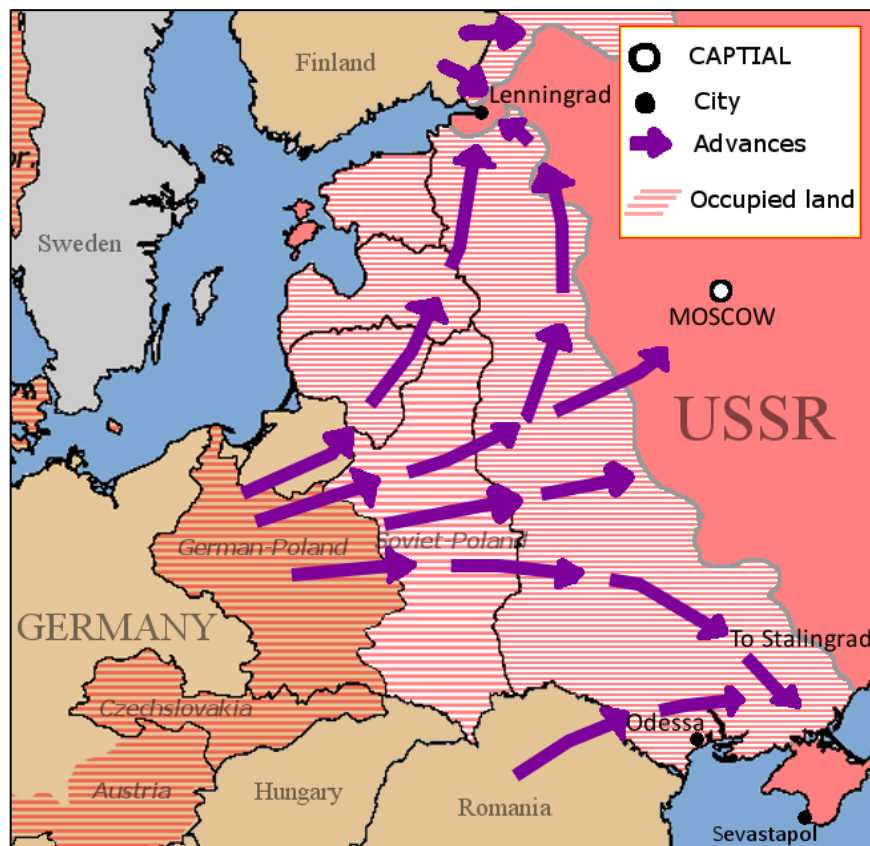 Finland
CAPTIAL
City
Advances
Occupied land
Lenningrad
or.
Sweden
MOSCOW
USSR
German-Poland
Soviet-Poland
GERMANY
To Stalingrad
Czechslovakia
Odessa
Austria
Hungary
Romania
Sevastapol